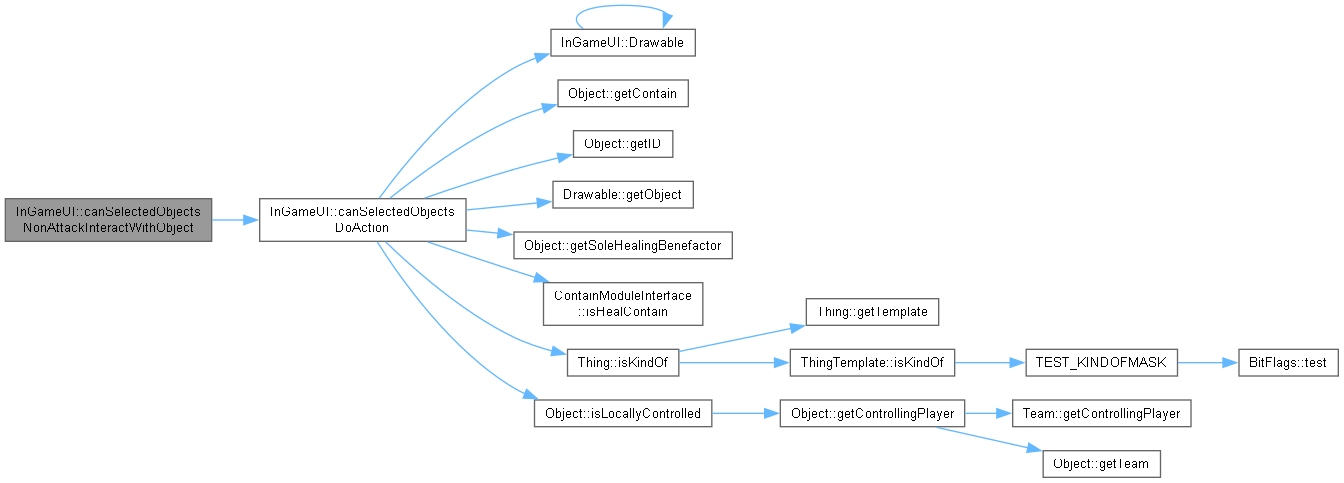 InGameUI::Drawable
Object::getContain
Object::getID
Drawable::getObject
InGameUI::canSelectedObjects
NonAttackInteractWithObject
InGameUI::canSelectedObjects
DoAction
Object::getSoleHealingBenefactor
ContainModuleInterface
::isHealContain
Thing::getTemplate
Thing::isKindOf
ThingTemplate::isKindOf
TEST_KINDOFMASK
BitFlags::test
Object::isLocallyControlled
Object::getControllingPlayer
Team::getControllingPlayer
Object::getTeam